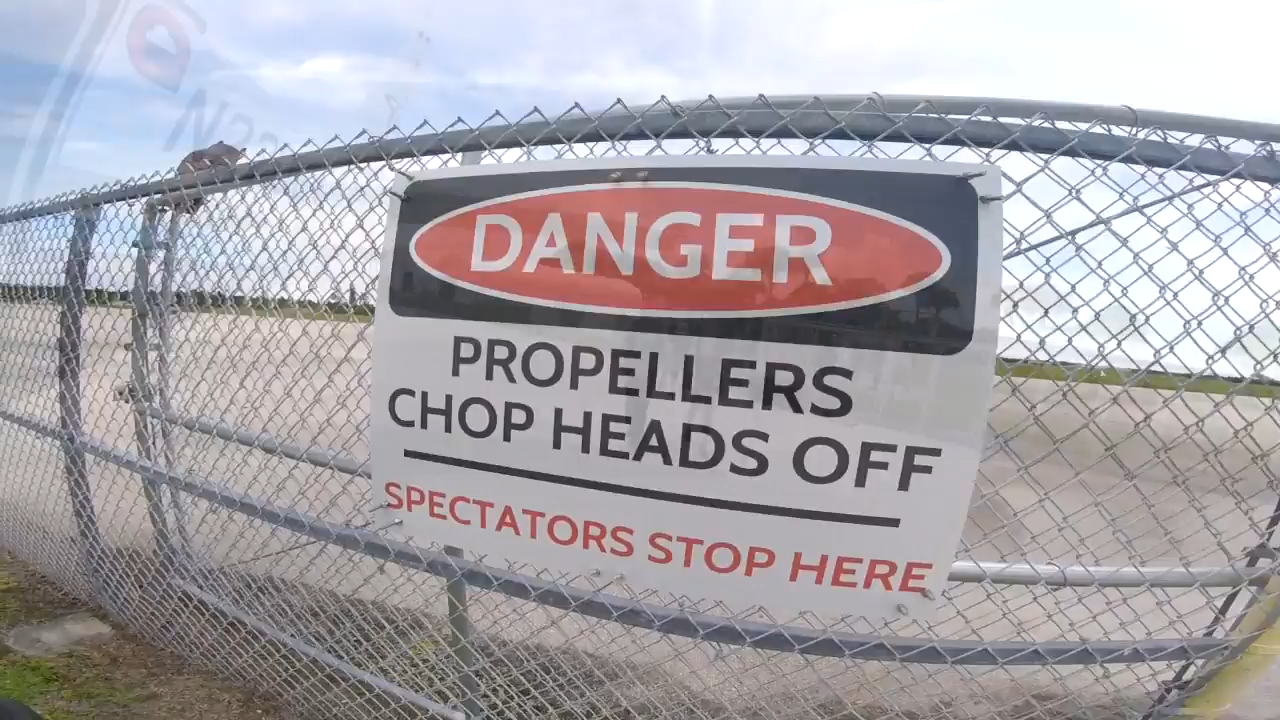 DANGER
PROPELLERS
CHOP HEADS OFF
SPECTATORS STOP HERE